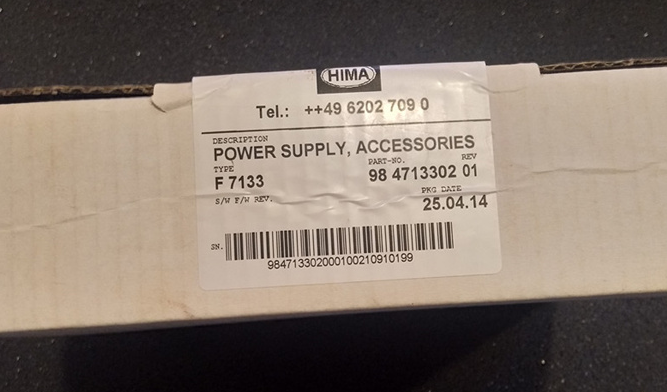 HIMA
Tel.: ++49 6202 709 0
DESCRIPTION
POWER SUPPLY, ACCESSORIES
TYPE PART-NO. REV
F 7133 98 4713302 01
S/W F/W REV. PKG DATE
25.04.14
SN.
984713302000100210910199